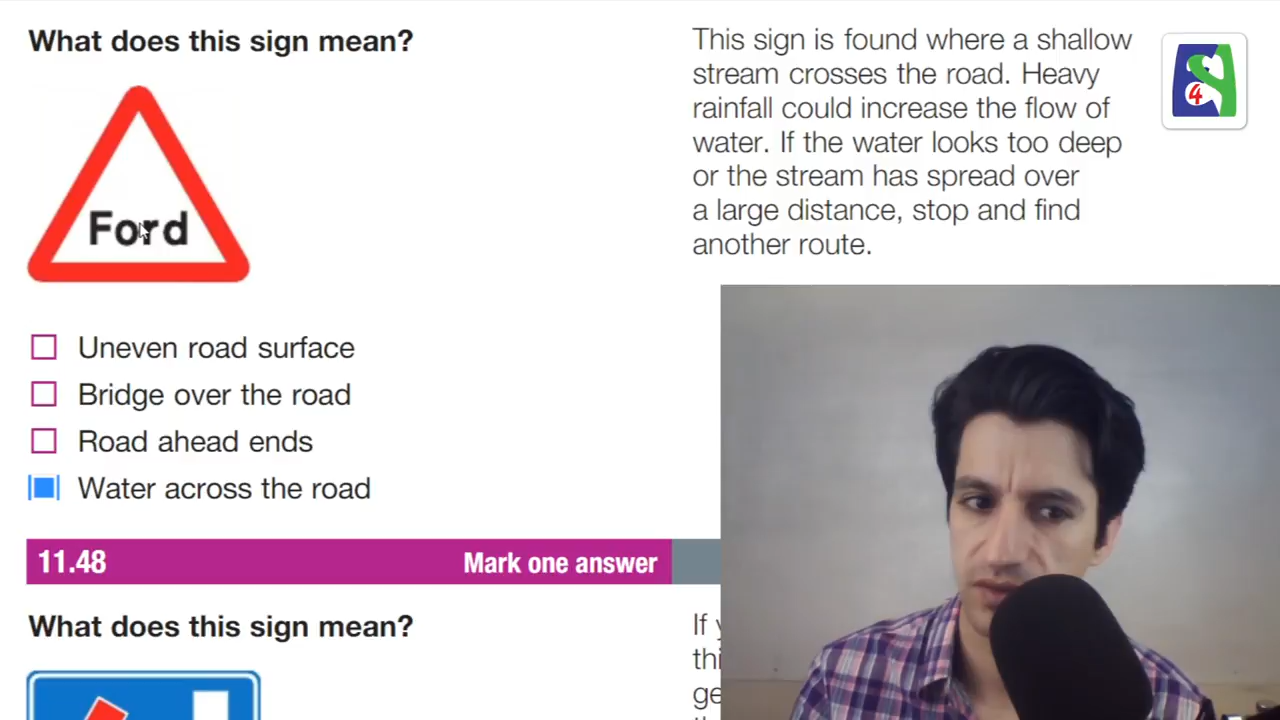 What does this sign mean?
Ford
Uneven road surface
Bridge over the road
Road ahead ends
Water across the road
This sign is found where a shallow
stream crosses the road. Heavy
rainfall could increase the flow of
water. If the water looks too deep
or the stream has spread over
a large distance, stop and find
another route.
4
11.48
Mark one answer
What does this sign mean?
If
thi
ge